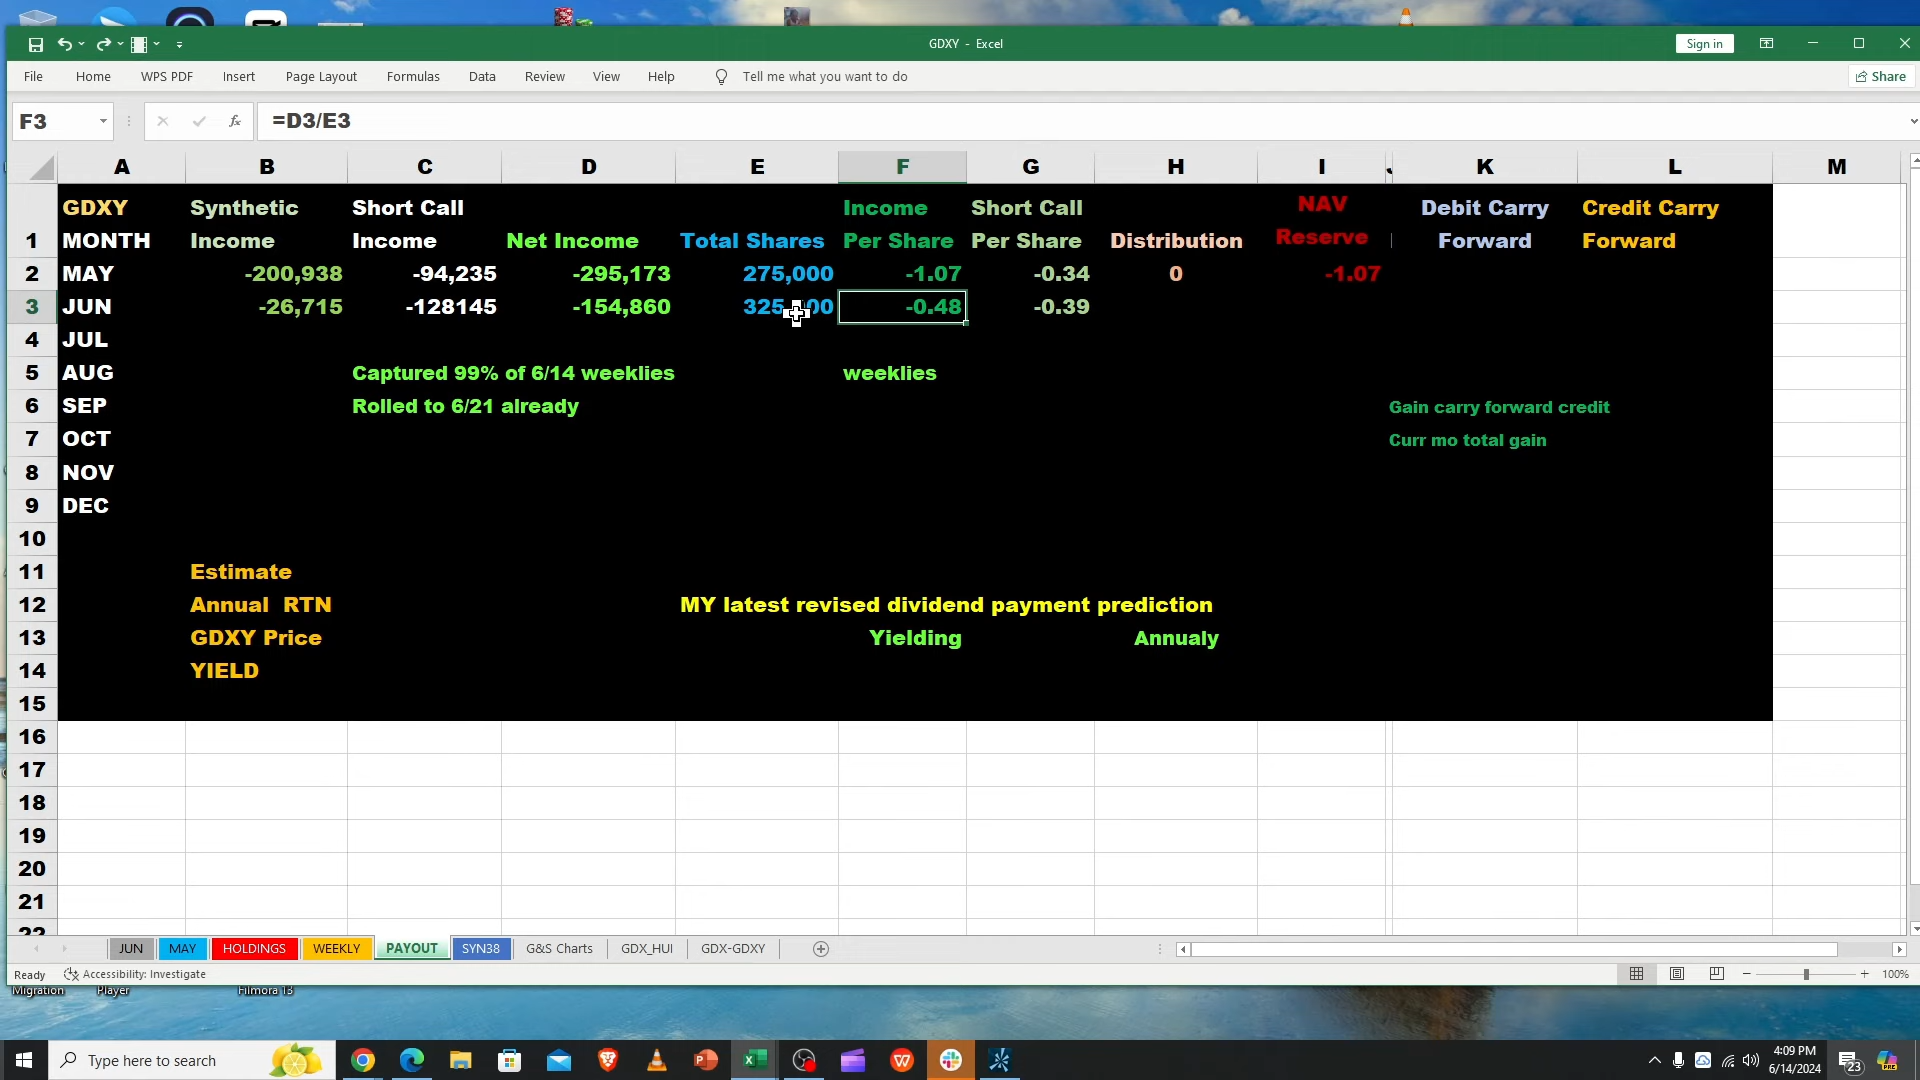 GDXY - Excel
Sign in
File Home WPS PDF Insert Page Layout Formulas Data Review View Help Tell me what you want to do Share
F3 fx =D3/E3
A B C D E F G H I K L M
GDXY Synthetic Short Call Income Short Call NAV Debit Carry Credit Carry
1 MONTH Income Income Net Income Total Shares Per Share Per Share Distribution Reserve Forward Forward
2 MAY -200,938 -94,235 -295,173 275,000 -1.07 -0.34 0 -1.07
3 JUN -26,715 -128145 -154,860 -0.48 -0.39
4 JUL
5 AUG Captured 99% of 6/14 weeklies weeklies
6 SEP Rolled to 6/21 already Gain carry forward credit
7 OCT Curr mo total gain
8 NOV
9 DEC
10
11 Estimate
12 Annual RTN MY latest revised dividend payment prediction
13 GDXY Price Yielding Annualy
14 YIELD
15
16
17
18
19
20
21
22
JUN MAY HOLDINGS WEEKLY PAYOUT SYN38 G&S Charts GDX_HUI GDX-GDXY
Ready Accessibility: Investigate 100%
Migration Player Filmora 13
Type here to search
4:09 PM
6/14/2024
23